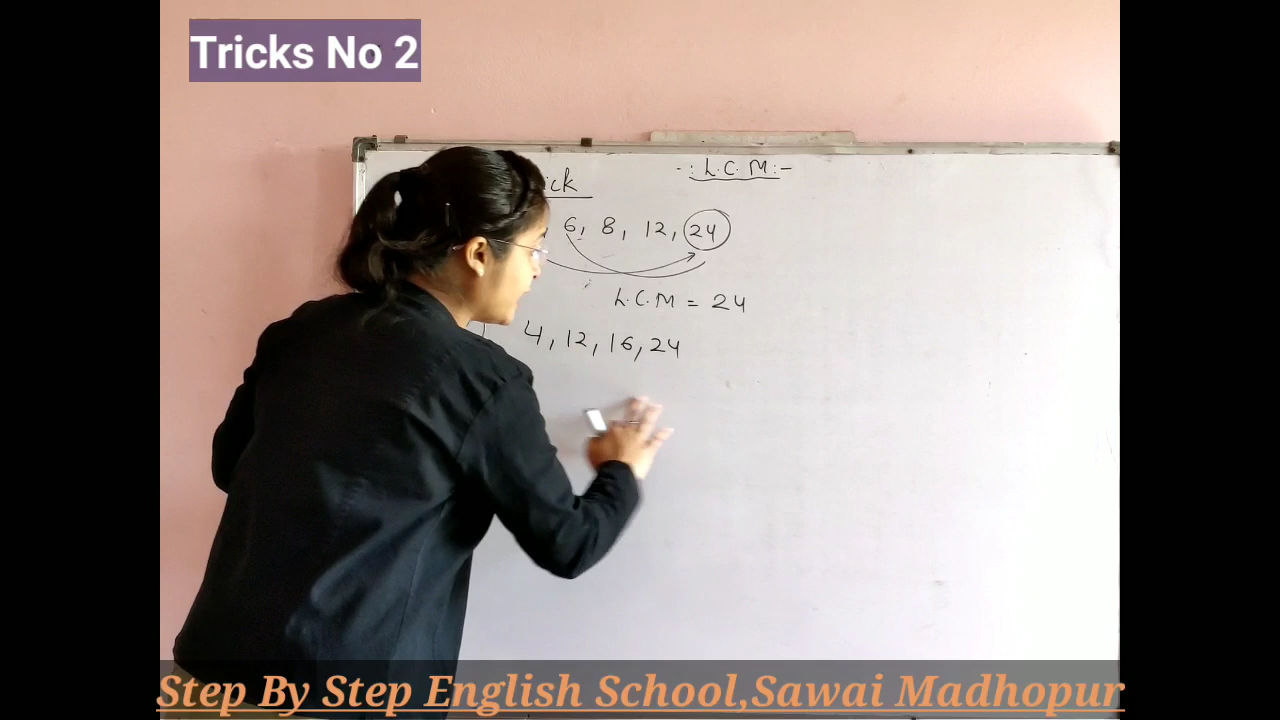 Tricks No 2
-: L.C.M :-
6, 8, 12, 24
L.C.M = 24
4, 12, 16, 24
Step By Step English School,Sawai Madhopur